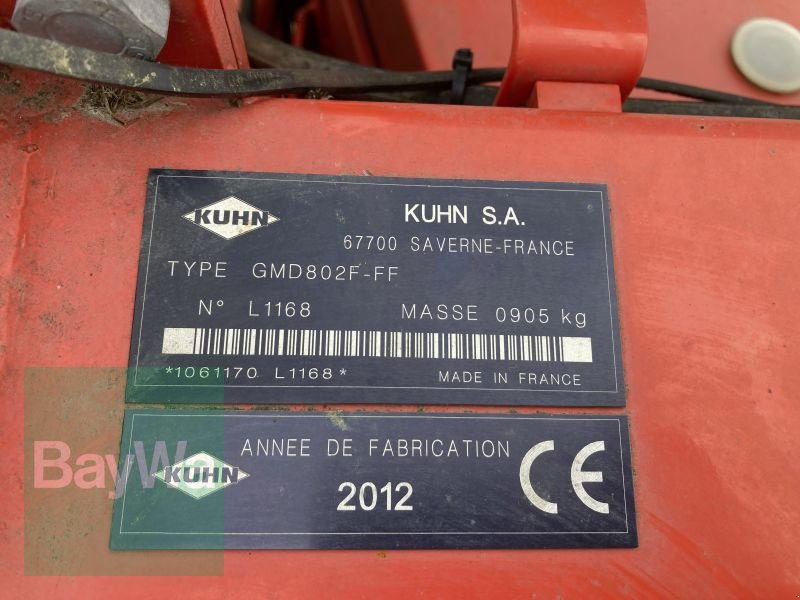 KUHN
KUHN S.A.
67700 SAVERNE-FRANCE
TYPE GMD802F-FF
N° L1168 MASSE 0905 kg
*1061170 L1168*
MADE IN FRANCE
ANNEE DE FABRICATION
KUHN
2012
CE
BayWa